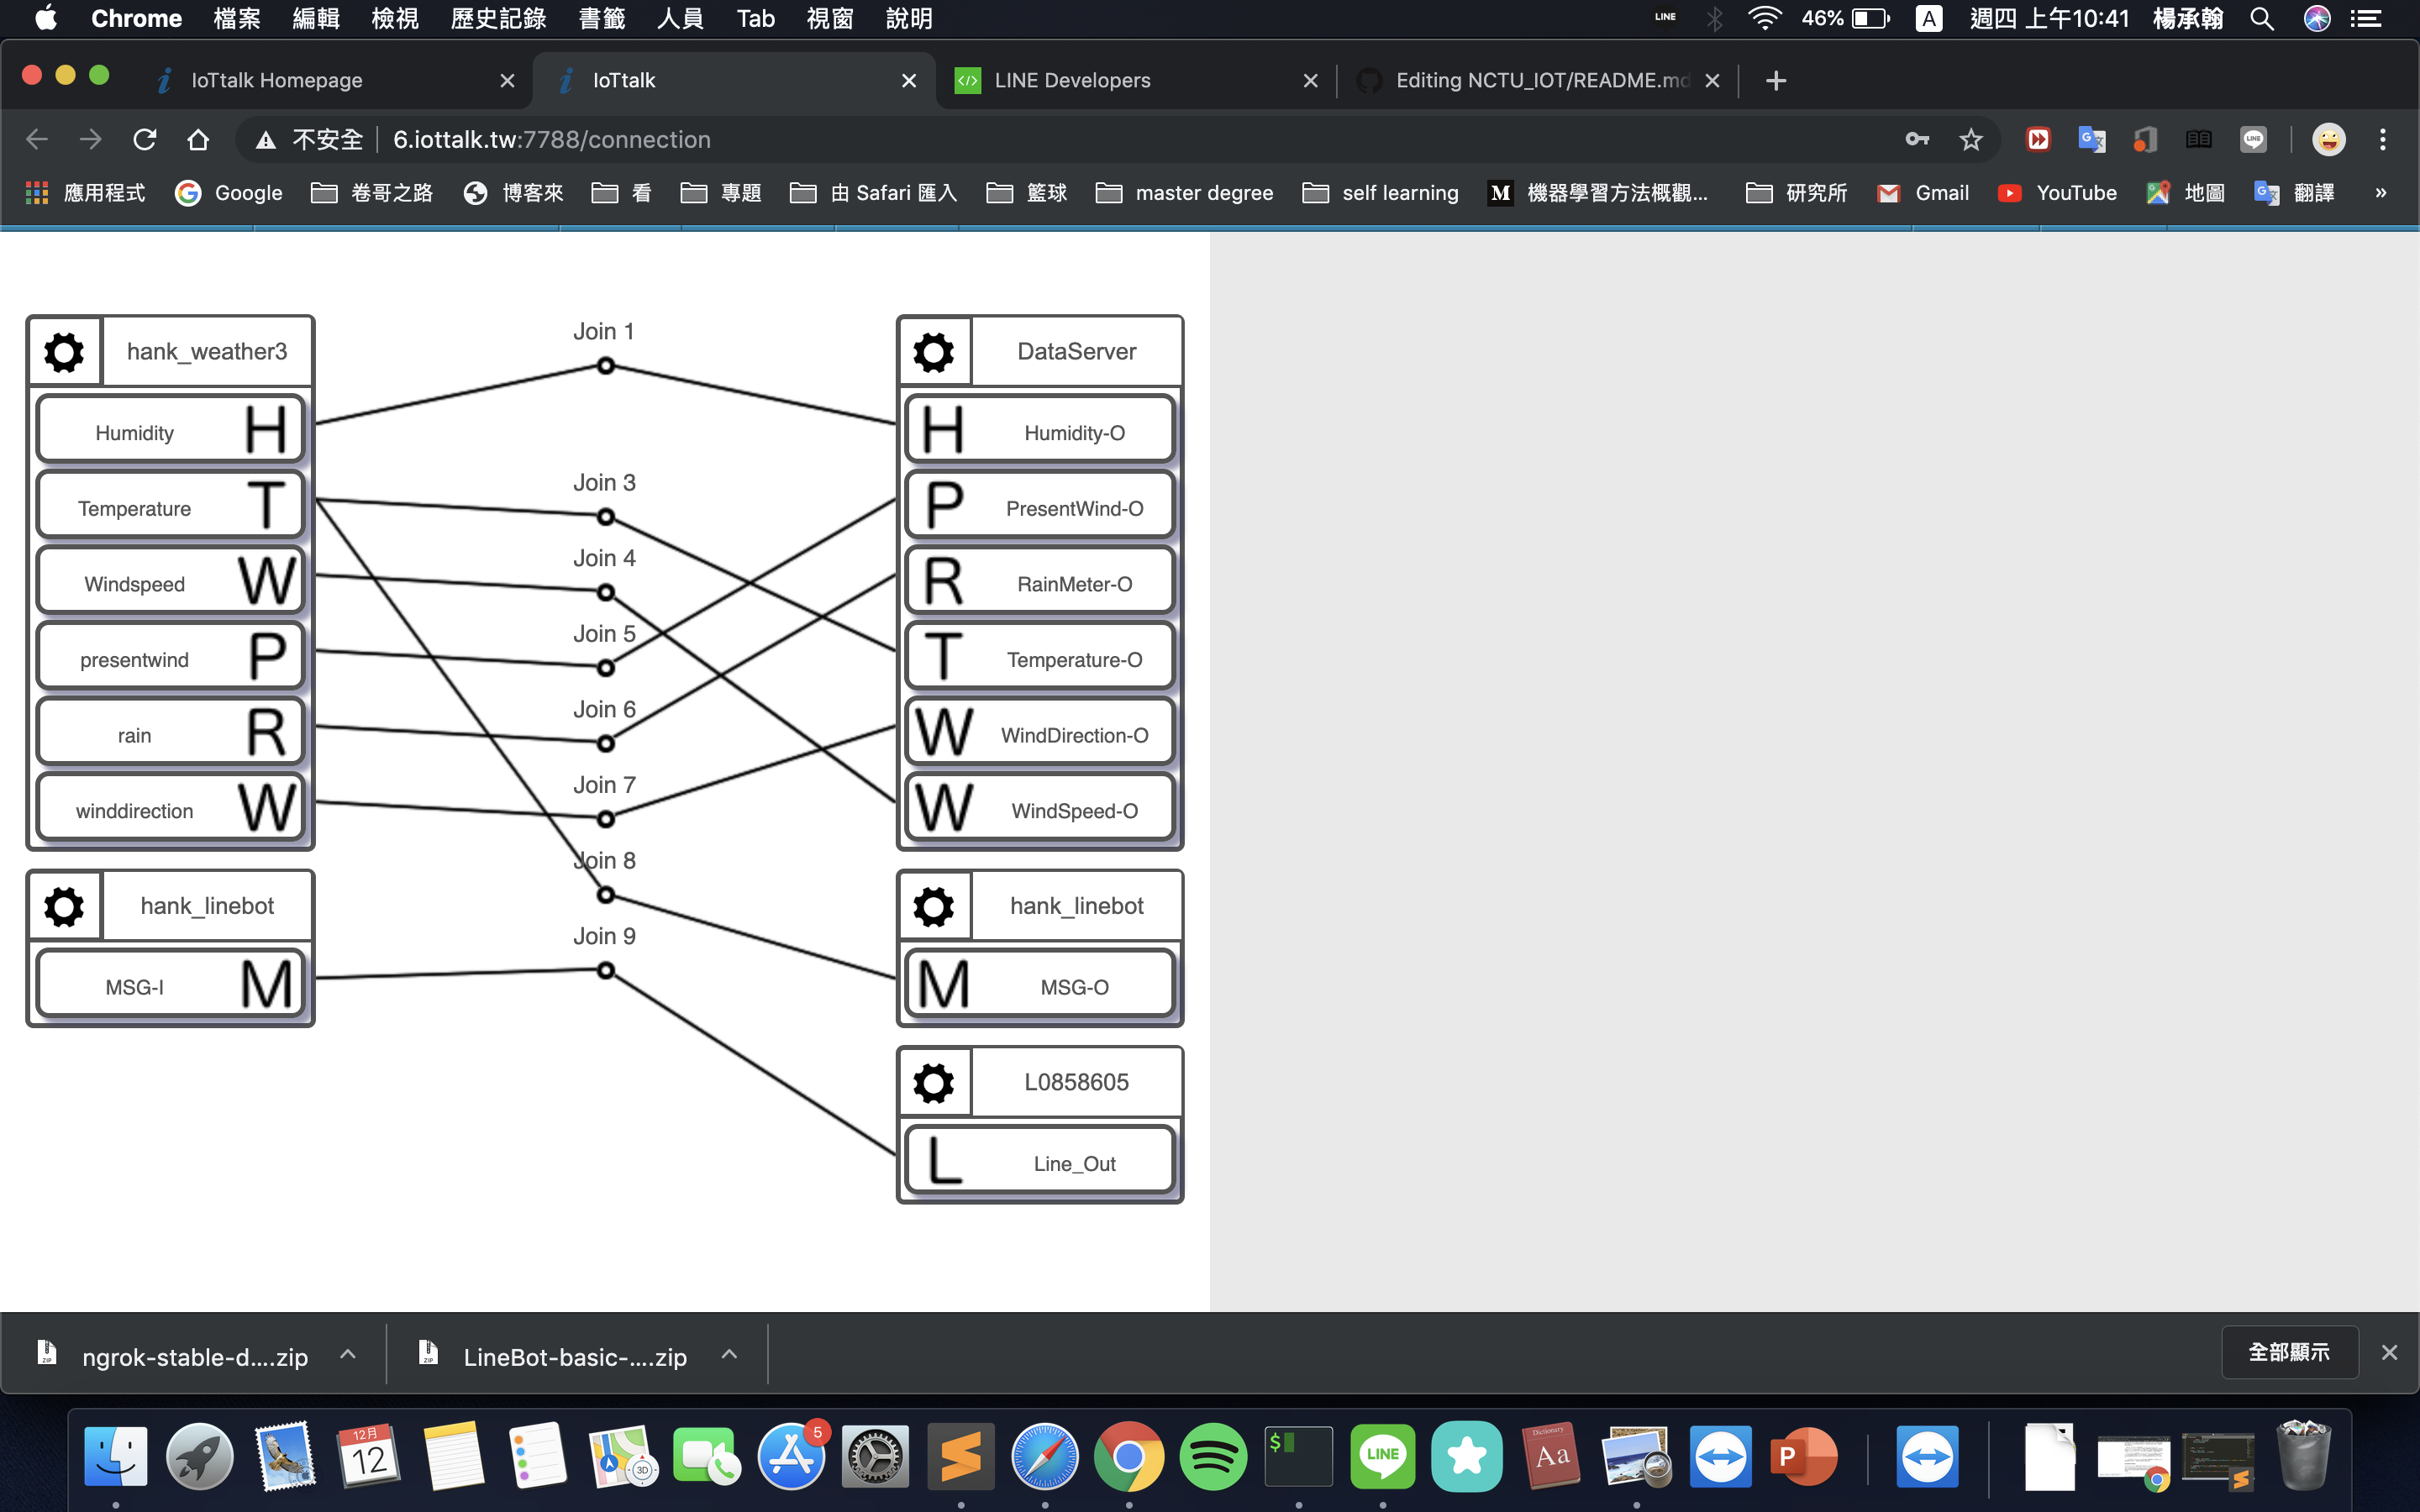 Chrome 檔案 編輯 檢視 歷史記錄 書籤 人員 Tab 視窗 說明 LINE 46% A 週四 上午10:41 楊承翰
IoTtalk Homepage IoTtalk LINE Developers Editing NCTU_IOT/README.md
不安全 6.iottalk.tw:7788/connection
應用程式 Google 卷哥之路 博客來 看 專題 由 Safari 匯入 籃球 master degree self learning 機器學習方法概觀... 研究所 Gmail YouTube 地圖 翻譯 »
hank_weather3
Humidity H
Temperature T
Windspeed W
presentwind P
rain R
winddirection W
hank_linebot
MSG-I M
Join 1
Join 3
Join 4
Join 5
Join 6
Join 7
Join 8
Join 9
DataServer
H Humidity-O
P PresentWind-O
R RainMeter-O
T Temperature-O
W WindDirection-O
W WindSpeed-O
hank_linebot
M MSG-O
L0858605
L Line_Out
ngrok-stable-d....zip LineBot-basic-....zip 全部顯示
12月
12
3D
5
$
LINE
Dictionary
Aa
P